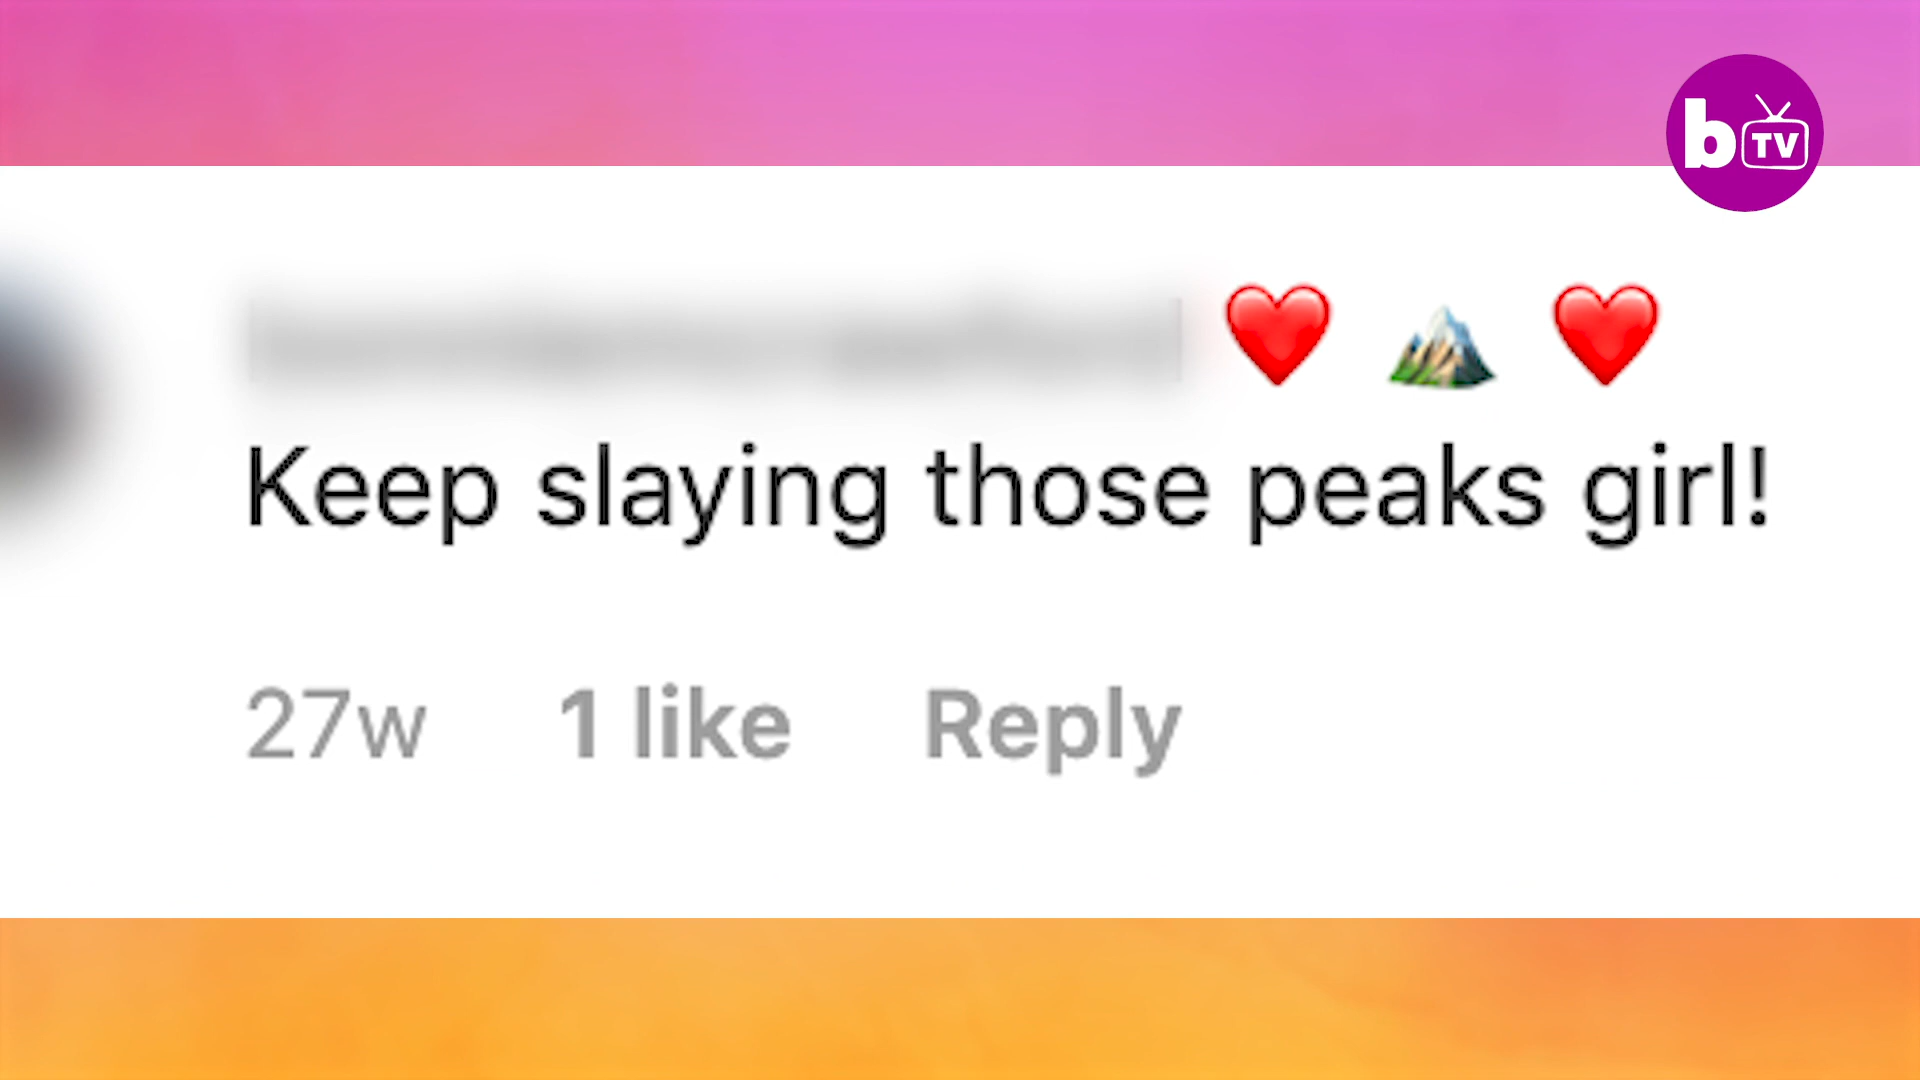 b TV
❤️ ⛰️ ❤️
Keep slaying those peaks girl!
27w 1 like Reply